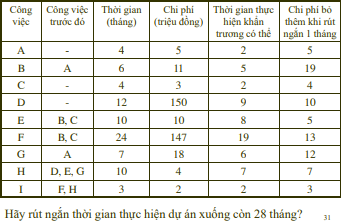 Công việc | Công việc trước đó | Thời gian (tháng) | Chi phí (triệu đồng) | Thời gian thực hiện khẩn trương có thể | Chi phí bỏ thêm khi rút ngắn 1 tháng
A | - | 4 | 5 | 2 | 5
B | A | 6 | 11 | 5 | 19
C | - | 4 | 3 | 2 | 4
D | - | 12 | 150 | 9 | 10
E | B, C | 10 | 10 | 8 | 5
F | B, C | 24 | 147 | 19 | 13
G | A | 7 | 18 | 6 | 12
H | D, E, G | 10 | 4 | 7 | 7
I | F, H | 3 | 2 | 2 | 3
Hãy rút ngắn thời gian thực hiện dự án xuống còn 28 tháng? 31